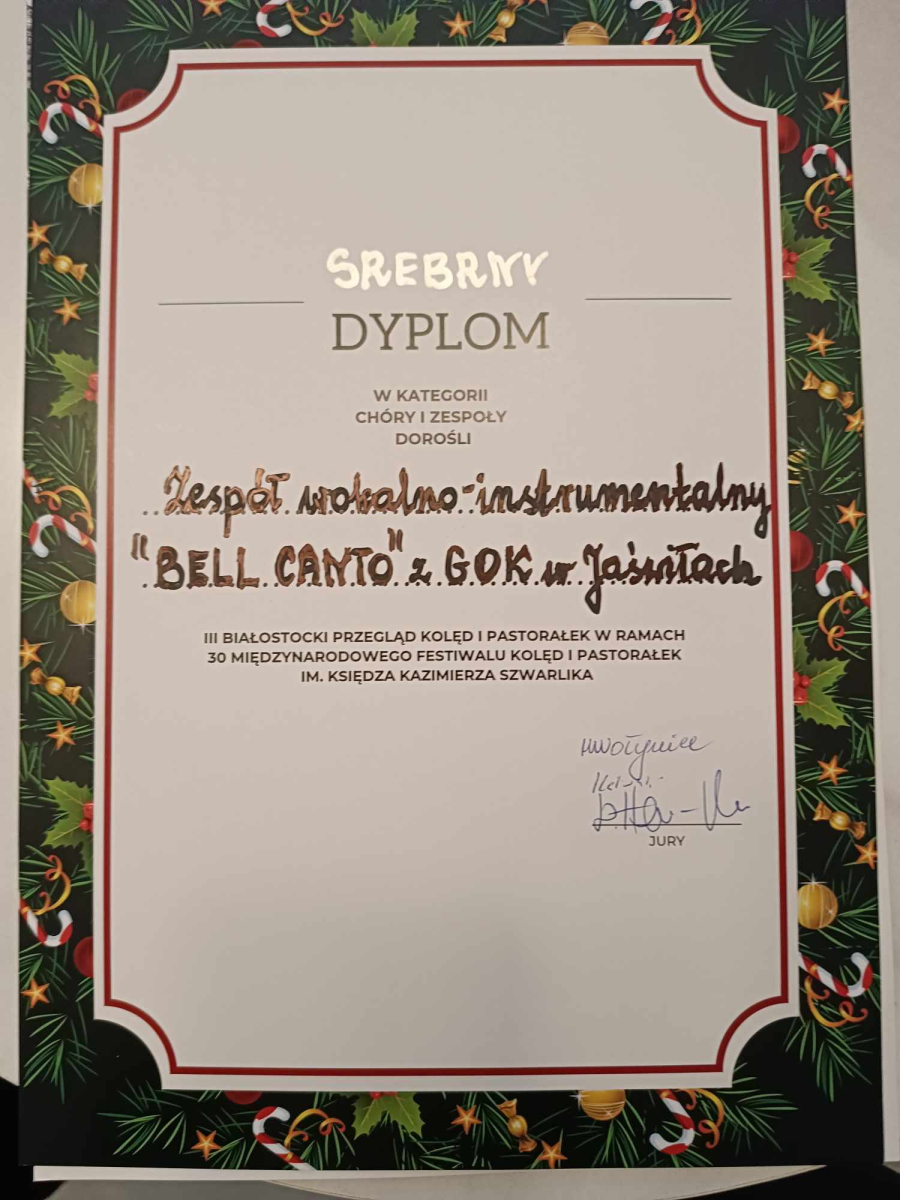 SREBRNY
DYPLOM
W KATEGORII
CHÓRY I ZESPOŁY
DOROŚLI
Zespół wokalno-instrumentalny
"BELL CANTO" z GOK w Jaświłach
III BIAŁOSTOCKI PRZEGLĄD KOLĘD I PASTORAŁEK W RAMACH
30 MIĘDZYNARODOWEGO FESTIWALU KOLĘD I PASTORAŁEK
IM. KSIĘDZA KAZIMIERZA SZWARLIKA
JURY